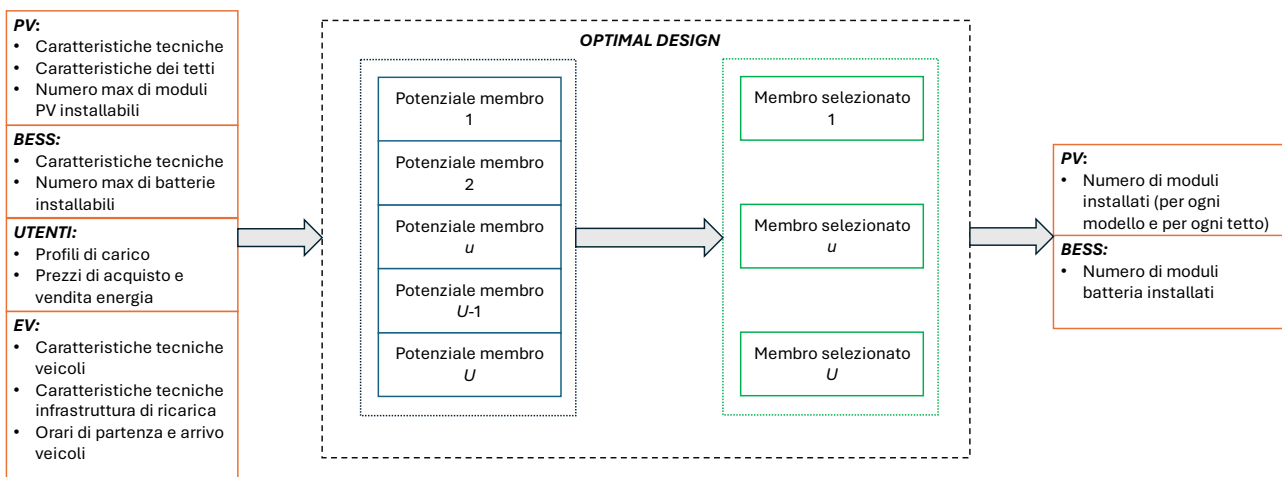 PV:
• Caratteristiche tecniche
• Caratteristiche dei tetti
• Numero max di moduli
PV installabili
BESS:
• Caratteristiche tecniche
• Numero max di batterie
installabili
UTENTI:
• Profili di carico
• Prezzi di acquisto e
vendita energia
EV:
• Caratteristiche tecniche
veicoli
• Caratteristiche tecniche
infrastruttura di ricarica
• Orari di partenza e arrivo
veicoli
OPTIMAL DESIGN
Potenziale membro
1
Potenziale membro
2
Potenziale membro
u
Potenziale membro
U-1
Potenziale membro
U
Membro selezionato
1
Membro selezionato
u
Membro selezionato
U
PV:
• Numero di moduli
installati (per ogni
modello e per ogni tetto)
BESS:
• Numero di moduli
batteria installati